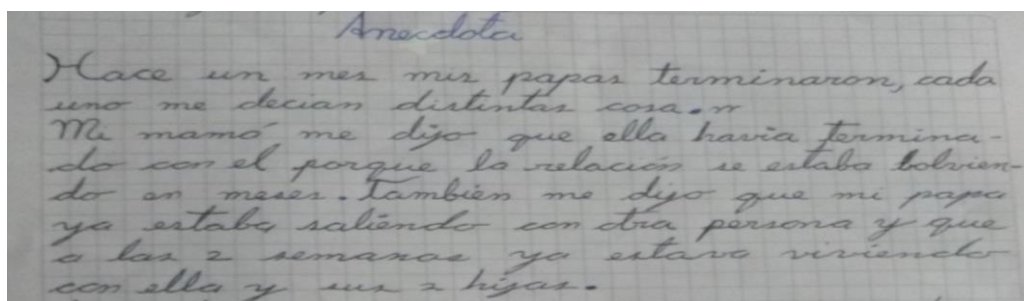 Anecdota
Hace un mes mis papas terminaron, cada
uno me decian distintas cosa.
Mi mamá me dijo que ella havia termina-
do con el porque la relación se estaba bolvien-
do en meses. También me dijo que mi papa
ya estaba saliendo con otra persona y que
a las 2 semanas ya estava viviendo
con ella y sus 2 hijas.